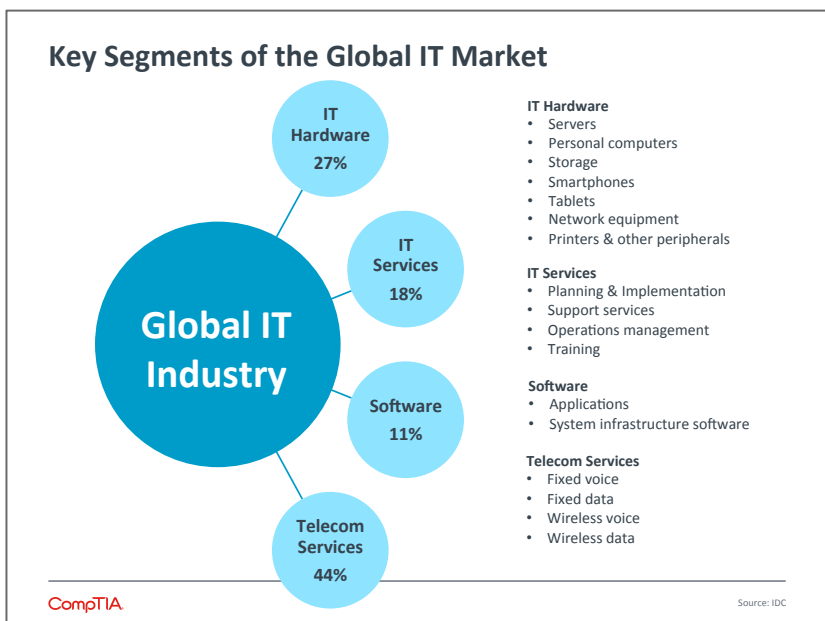 Key Segments of the Global IT Market
IT
Hardware
27%
IT
Services
18%
Global IT
Industry
Software
11%
Telecom
Services
44%
IT Hardware
• Servers
• Personal computers
• Storage
• Smartphones
• Tablets
• Network equipment
• Printers & other peripherals
IT Services
• Planning & Implementation
• Support services
• Operations management
• Training
Software
• Applications
• System infrastructure software
Telecom Services
• Fixed voice
• Fixed data
• Wireless voice
• Wireless data
CompTIA.
Source: IDC